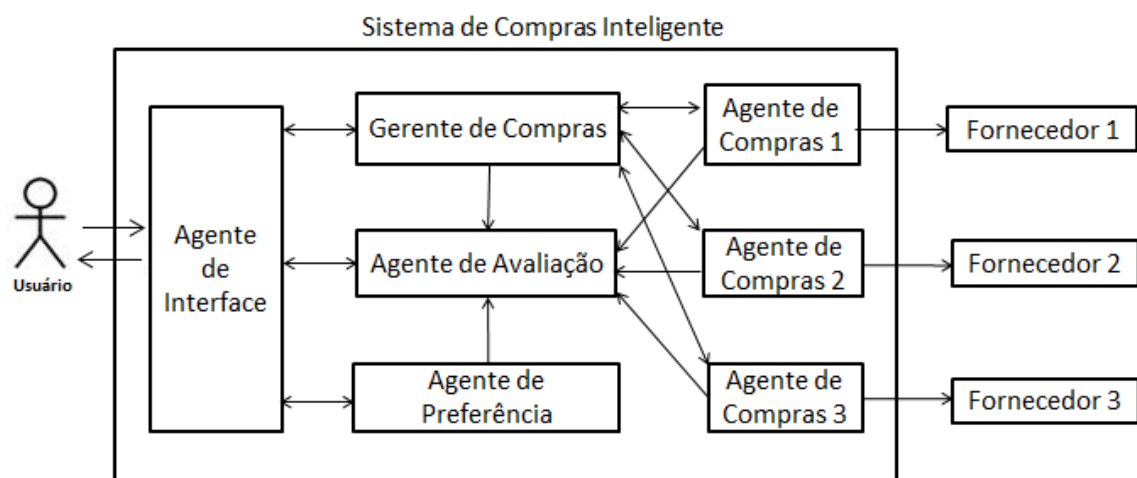 Sistema de Compras Inteligente
Usuário
Agente
de
Interface
Gerente de Compras
Agente de Avaliação
Agente de
Preferência
Agente de
Compras 1
Agente de
Compras 2
Agente de
Compras 3
Fornecedor 1
Fornecedor 2
Fornecedor 3